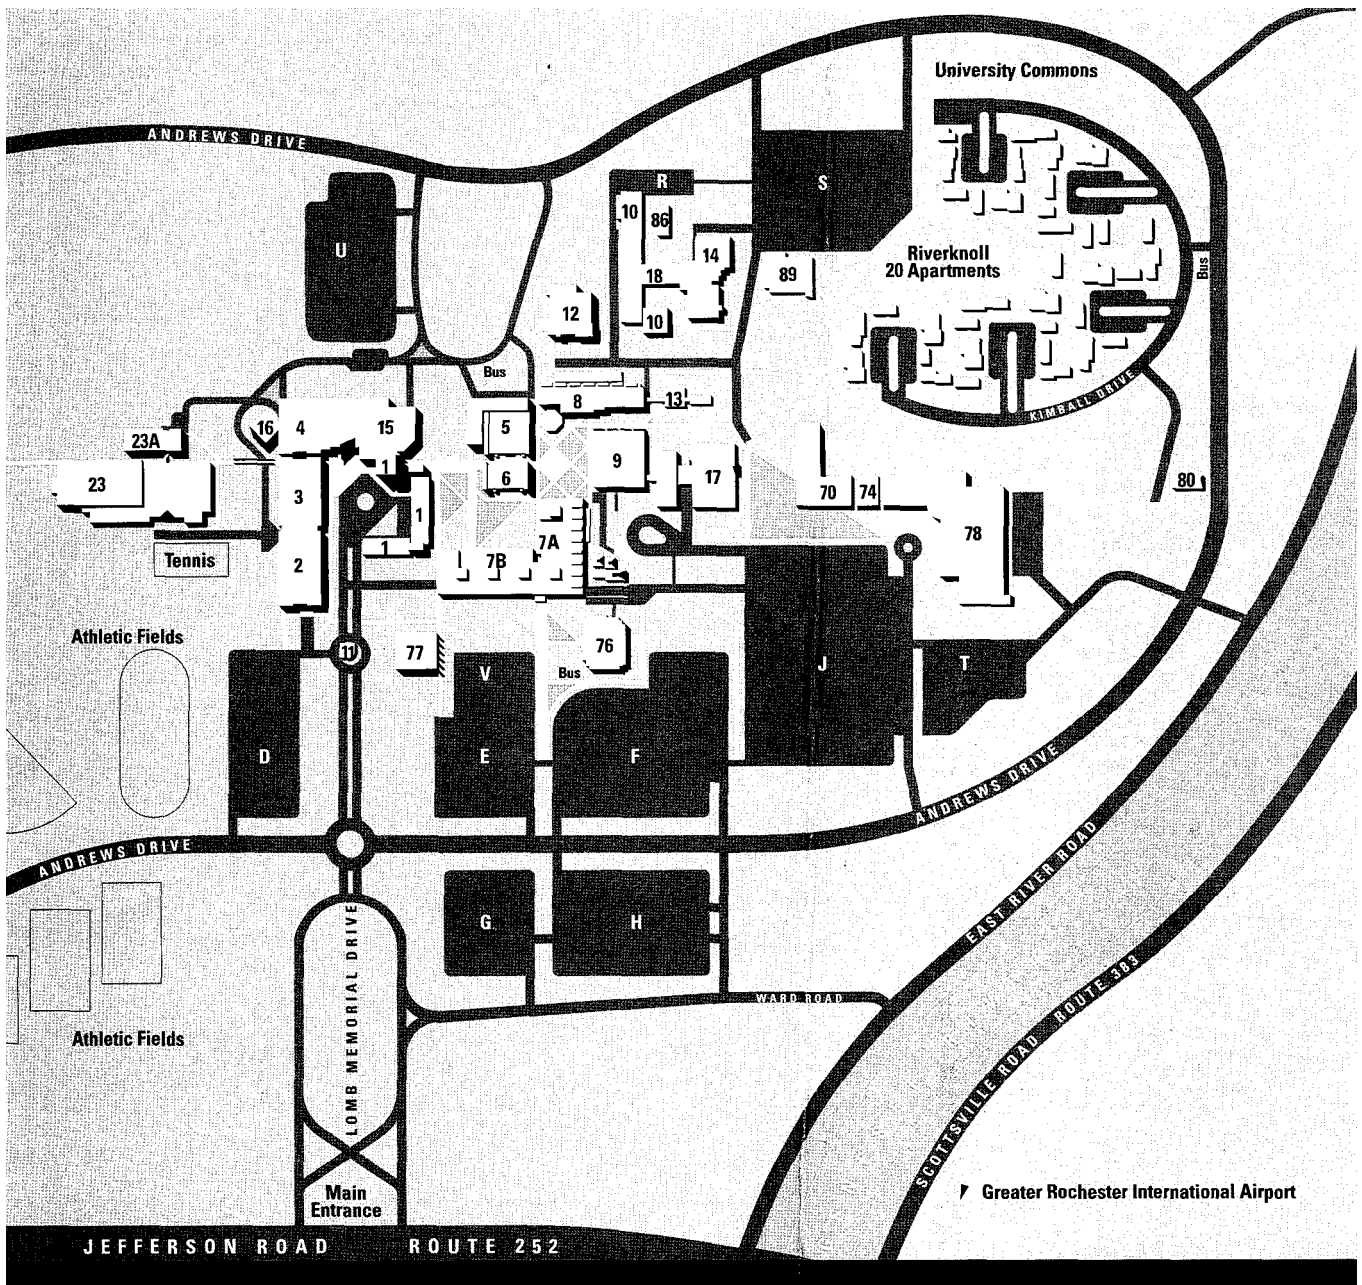 University Commons
ANDREWS DRIVE
R
S
10
86
U
14
Riverknoll
20 Apartments
Bus
18
89
12
10
Bus
8
13
KIMBALL DRIVE
16
4
15
5
23A
9
1
6
17
80
23
3
70
74
1
78
7A
1
Tennis
2
7B
Athletic Fields
11
77
76
V
Bus
J
T
D
E
F
ANDREWS DRIVE
ANDREWS DRIVE
EAST RIVER ROAD
G
H
LOMB MEMORIAL DRIVE
WARD ROAD
SCOTTSVILLE ROAD ROUTE 383
Athletic Fields
Main
Entrance
Greater Rochester International Airport
JEFFERSON ROAD ROUTE 252